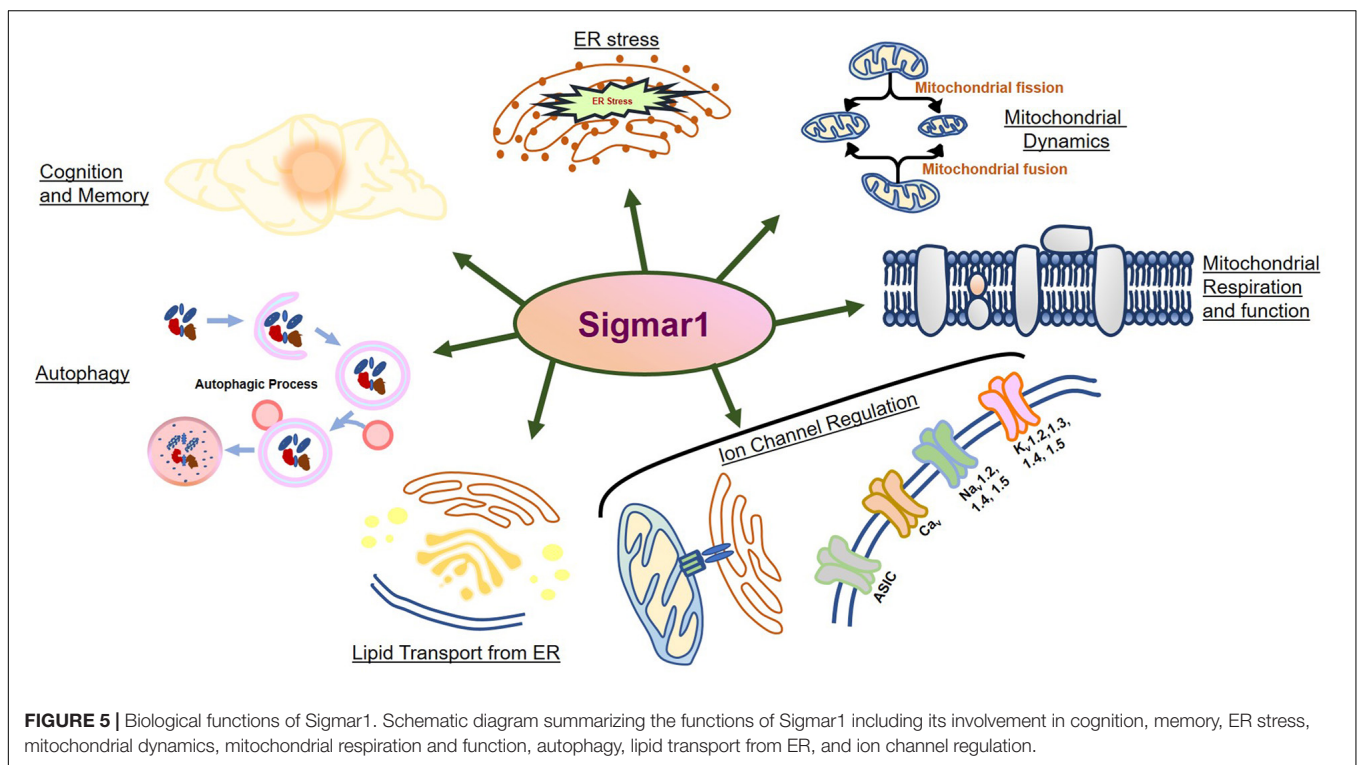 ER stress
ER Stress
Mitochondrial fission
Mitochondrial
Dynamics
Mitochondrial fusion
Cognition
and Memory
Sigmar1
Mitochondrial
Respiration
and function
Autophagy
Autophagic Process
Ion Channel Regulation
Kv1.2,1.3,
1.4, 1.5
Nav1.2,
1.4, 1.5
Cav
ASIC
Lipid Transport from ER
FIGURE 5 | Biological functions of Sigmar1. Schematic diagram summarizing the functions of Sigmar1 including its involvement in cognition, memory, ER stress,
mitochondrial dynamics, mitochondrial respiration and function, autophagy, lipid transport from ER, and ion channel regulation.